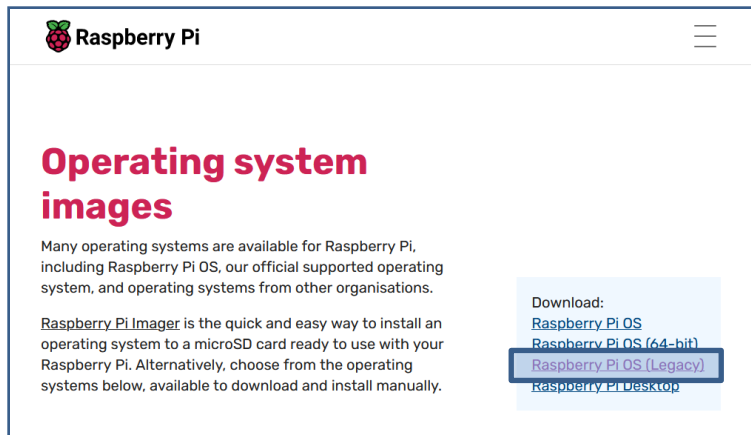 Raspberry Pi
Operating system
images
Many operating systems are available for Raspberry Pi,
including Raspberry Pi OS, our official supported operating
system, and operating systems from other organisations.
Raspberry Pi Imager is the quick and easy way to install an
operating system to a microSD card ready to use with your
Raspberry Pi. Alternatively, choose from the operating
systems below, available to download and install manually.
Download:
Raspberry Pi OS
Raspberry Pi OS (64-bit)
Raspberry Pi OS (Legacy)
Raspberry Pi Desktop